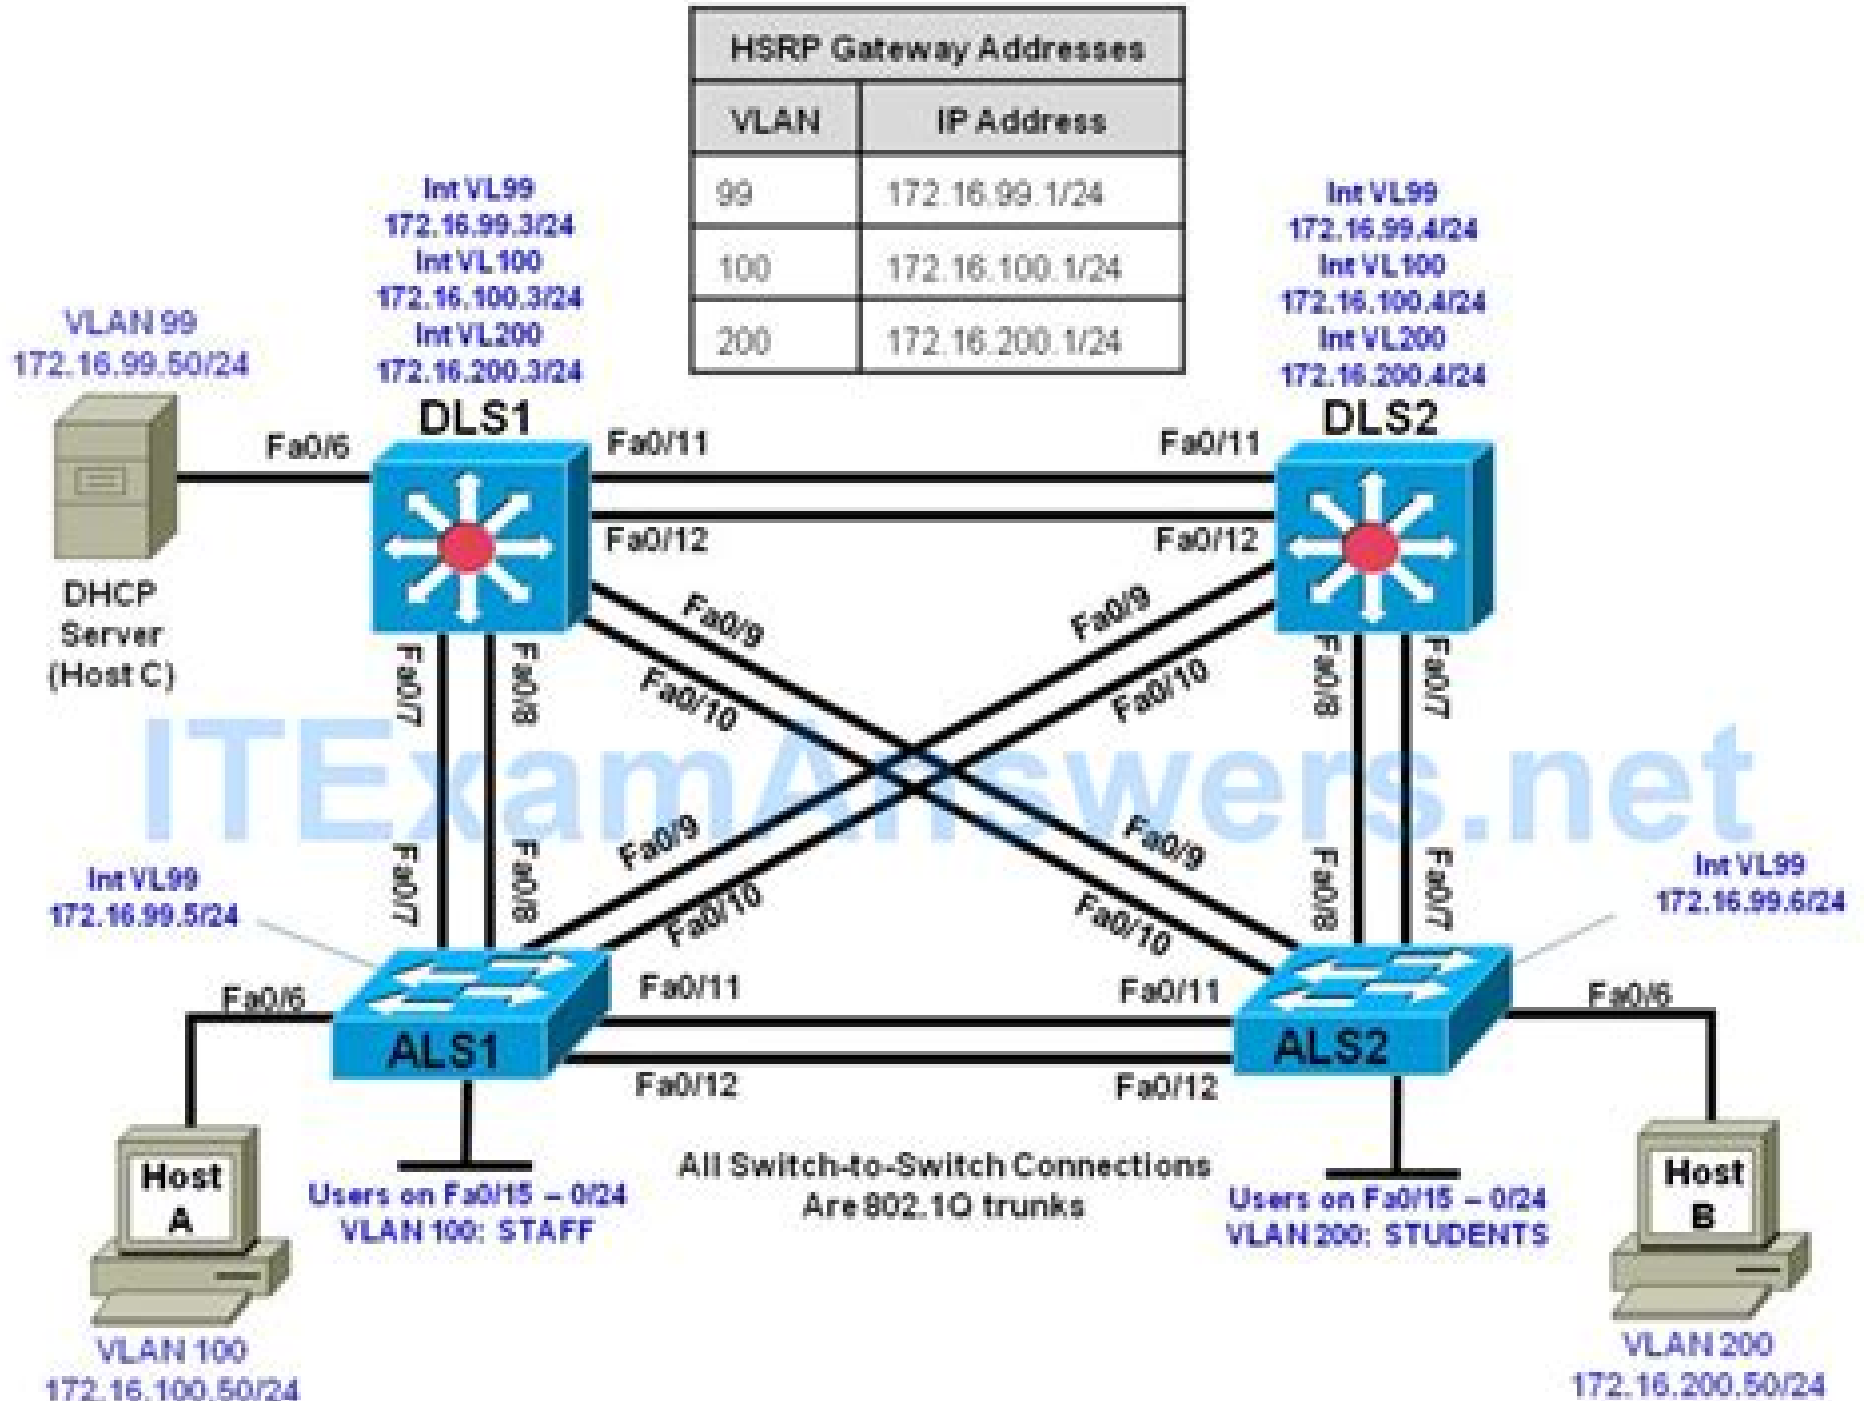 HSRP Gateway Addresses
VLAN IP Address
99 172.16.99.1/24
100 172.16.100.1/24
200 172.16.200.1/24
Int VL99
172.16.99.3/24
Int VL100
172.16.100.3/24
Int VL200
172.16.200.3/24
DLS1
Int VL99
172.16.99.4/24
Int VL100
172.16.100.4/24
Int VL200
172.16.200.4/24
DLS2
VLAN 99
172.16.99.50/24
DHCP
Server
(Host C)
Fa0/6
Fa0/11
Fa0/11
Fa0/12
Fa0/12
Fa0/7
Fa0/8
Fa0/9
Fa0/10
Fa0/9
Fa0/10
Fa0/8
Fa0/7
ITExamAnswers.net
Fa0/7
Fa0/8
Fa0/9
Fa0/10
Fa0/9
Fa0/10
Fa0/8
Fa0/7
Int VL99
172.16.99.5/24
Int VL99
172.16.99.6/24
Fa0/6
ALS1
Fa0/11
Fa0/11
Fa0/12
Fa0/12
ALS2
Fa0/6
Host
A
VLAN 100
172.16.100.50/24
Users on Fa0/15 – 0/24
VLAN 100: STAFF
All Switch-to-Switch Connections
Are 802.1Q trunks
Users on Fa0/15 – 0/24
VLAN 200: STUDENTS
Host
B
VLAN 200
172.16.200.50/24